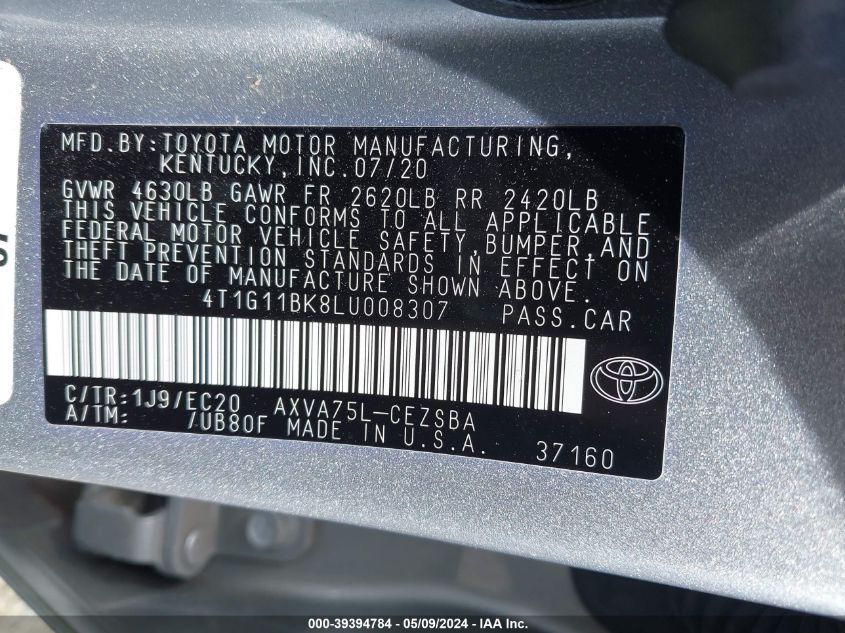 MFD. BY: TOYOTA MOTOR MANUFACTURING,
KENTUCKY, INC. 07/20
GVWR 4630LB GAWR FR 2620LB RR 2420LB
THIS VEHICLE CONFORMS TO ALL APPLICABLE
FEDERAL MOTOR VEHICLE SAFETY, BUMPER, AND
THEFT PREVENTION STANDARDS IN EFFECT ON
THE DATE OF MANUFACTURE SHOWN ABOVE.
4T1G11BK8LU008307 PASS. CAR
C/TR: 1J9/EC20 AXVA75L-CEZSBA
A/TM: /UB80F MADE IN U.S.A.
37160
000-39394784 - 05/09/2024 - IAAI.com